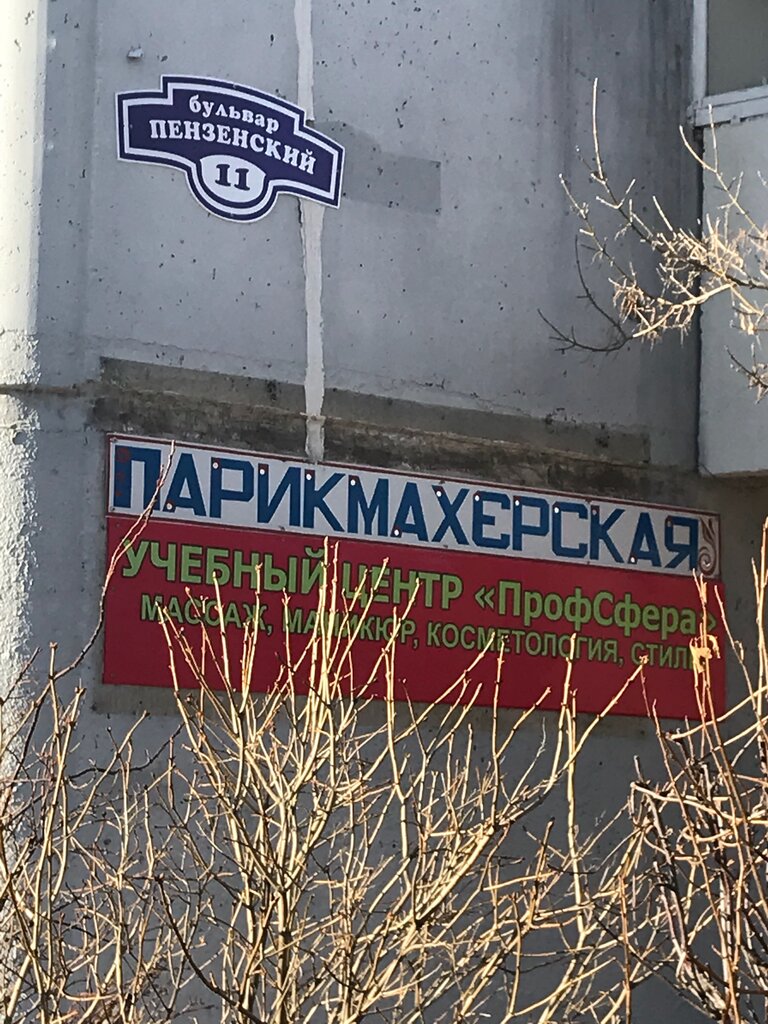 бульвар
ПЕНЗЕНСКИЙ
11
ПАРИКМАХЕРСКАЯ
УЧЕБНЫЙ ЦЕНТР «ПрофСфера»
МАССАЖ, МАНИКЮР, КОСМЕТОЛОГИЯ, СТИЛЬ